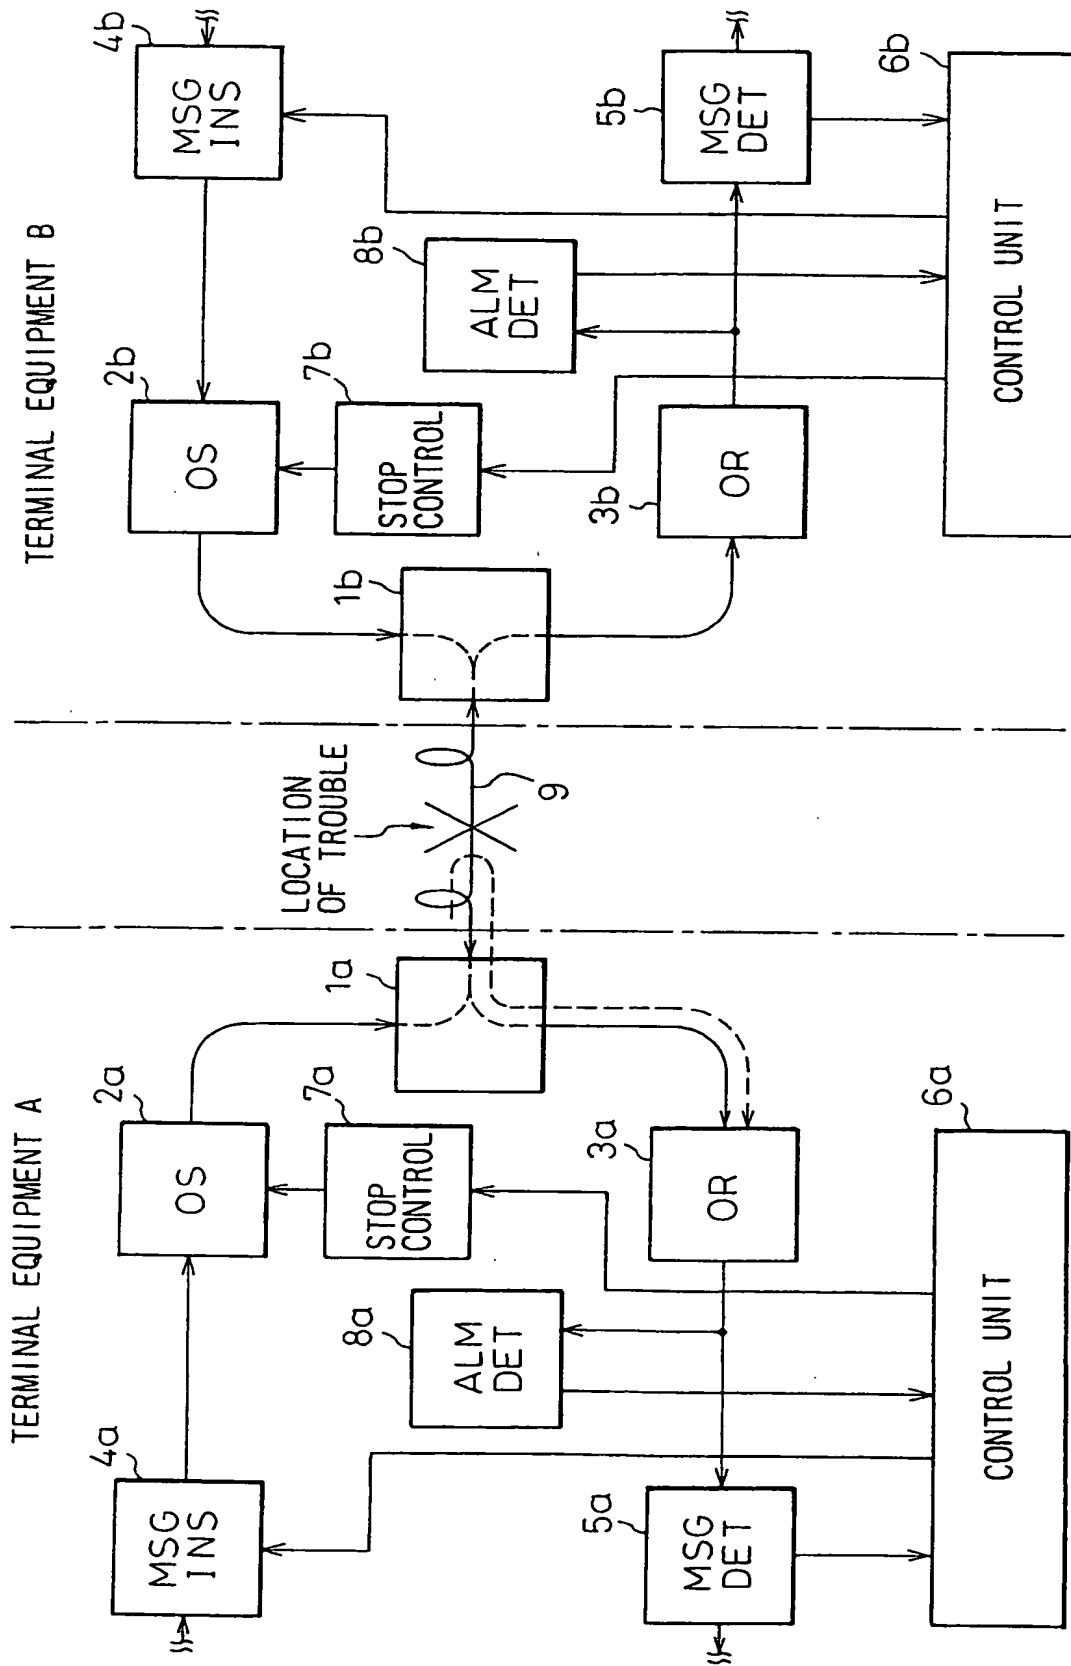 TERMINAL EQUIPMENT A
TERMINAL EQUIPMENT B
4a
MSG
INS
2a
OS
2b
OS
4b
MSG
INS
LOCATION
OF TROUBLE
7a
STOP
CONTROL
1a
9
1b
7b
STOP
CONTROL
8a
ALM
DET
8b
ALM
DET
5a
MSG
DET
3a
OR
3b
OR
5b
MSG
DET
6a
CONTROL UNIT
6b
CONTROL UNIT